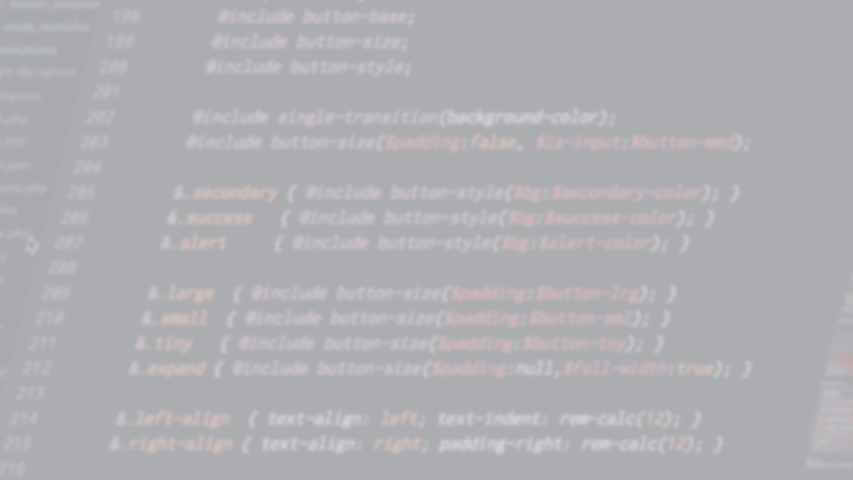 node_modules
198 @include button-base;
199 @include button-size;
200 @include button-style;
201
202 @include single-transition(background-color);
203 @include button-size($padding:false, $is-input:$button-med);
204
205 &.secondary { @include button-style($bg:$secondary-color); }
206 &.success { @include button-style($bg:$success-color); }
207 &.alert { @include button-style($bg:$alert-color); }
208
209 &.large { @include button-size($padding:$button-lrg); }
210 &.small { @include button-size($padding:$button-sml); }
211 &.tiny { @include button-size($padding:$button-tny); }
212 &.expand { @include button-size($padding:null,$full-width:true); }
213
214 &.left-align { text-align: left; text-indent: rem-calc(12); }
215 &.right-align { text-align: right; padding-right: rem-calc(12); }
216